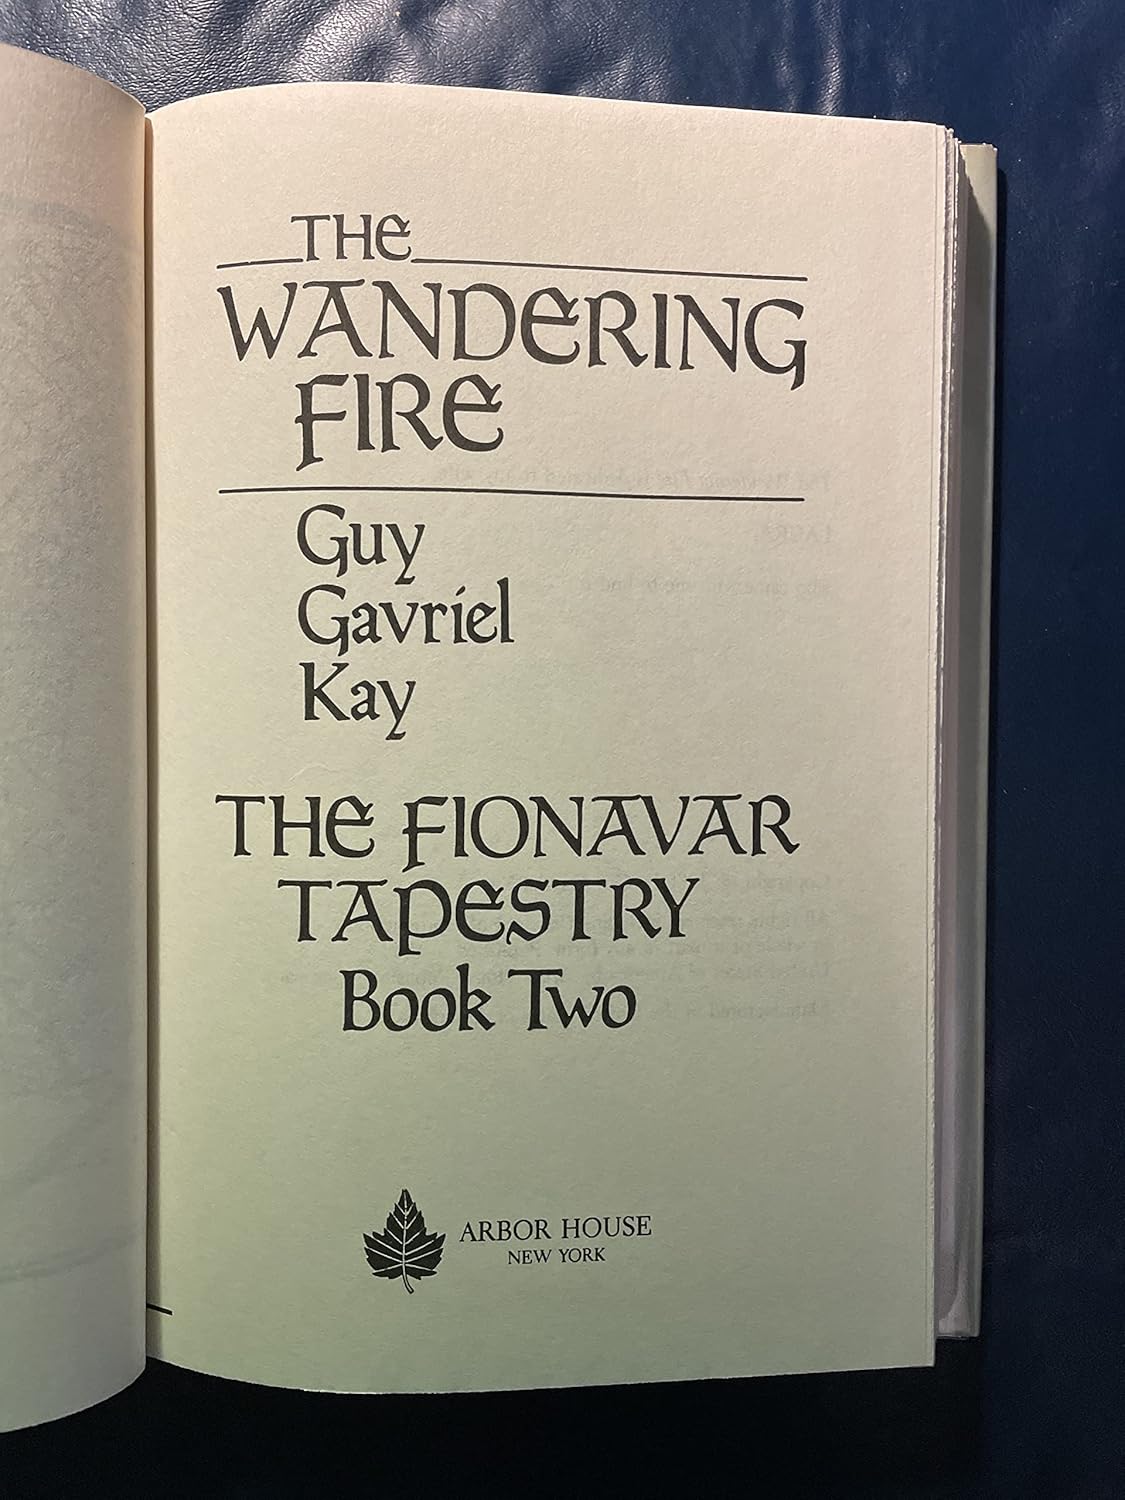 THE
WANDERING
FIRE
Guy
Gavriel
Kay
THE FIONAVAR
TAPESTRY
Book Two
ARBOR HOUSE
NEW YORK